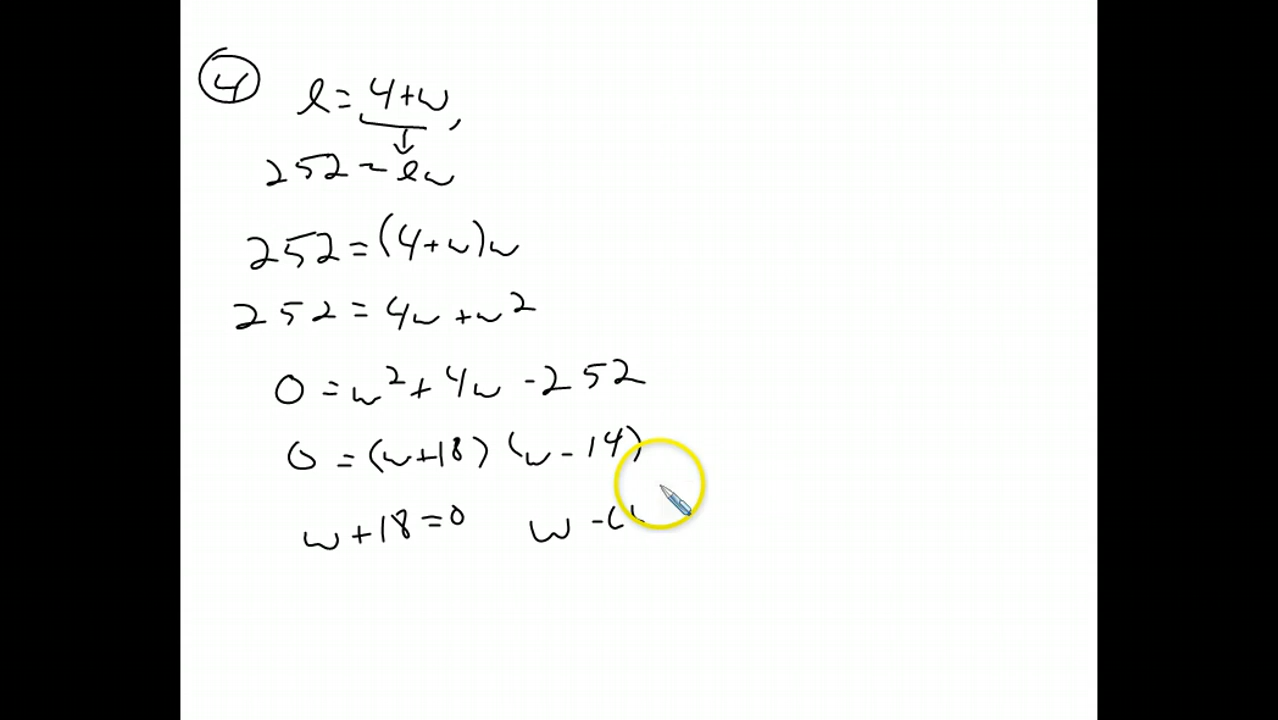 4 l = 4+w,
252 = lw
252 = (4+w)w
252 = 4w + w²
0 = w² + 4w - 252
0 = (w+18) (w-14)
w+18=0 w -